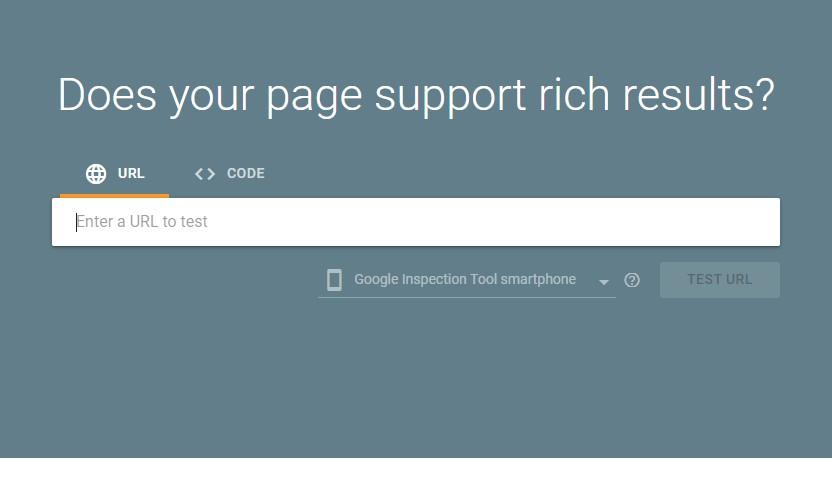 Does your page support rich results?
URL
CODE
Enter a URL to test
Google Inspection Tool smartphone
TEST URL